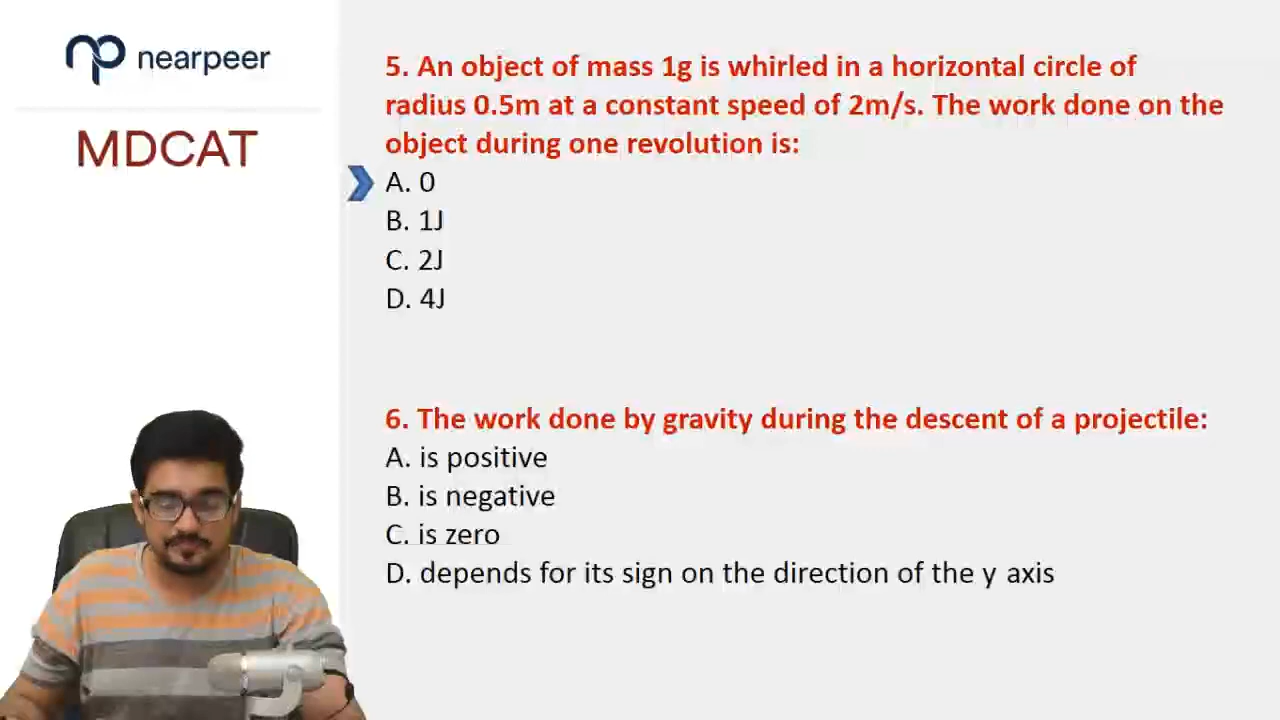 nearpeer
MDCAT
5. An object of mass 1g is whirled in a horizontal circle of
radius 0.5m at a constant speed of 2m/s. The work done on the
object during one revolution is:
A. 0
B. 1J
C. 2J
D. 4J
6. The work done by gravity during the descent of a projectile:
A. is positive
B. is negative
C. is zero
D. depends for its sign on the direction of the y axis